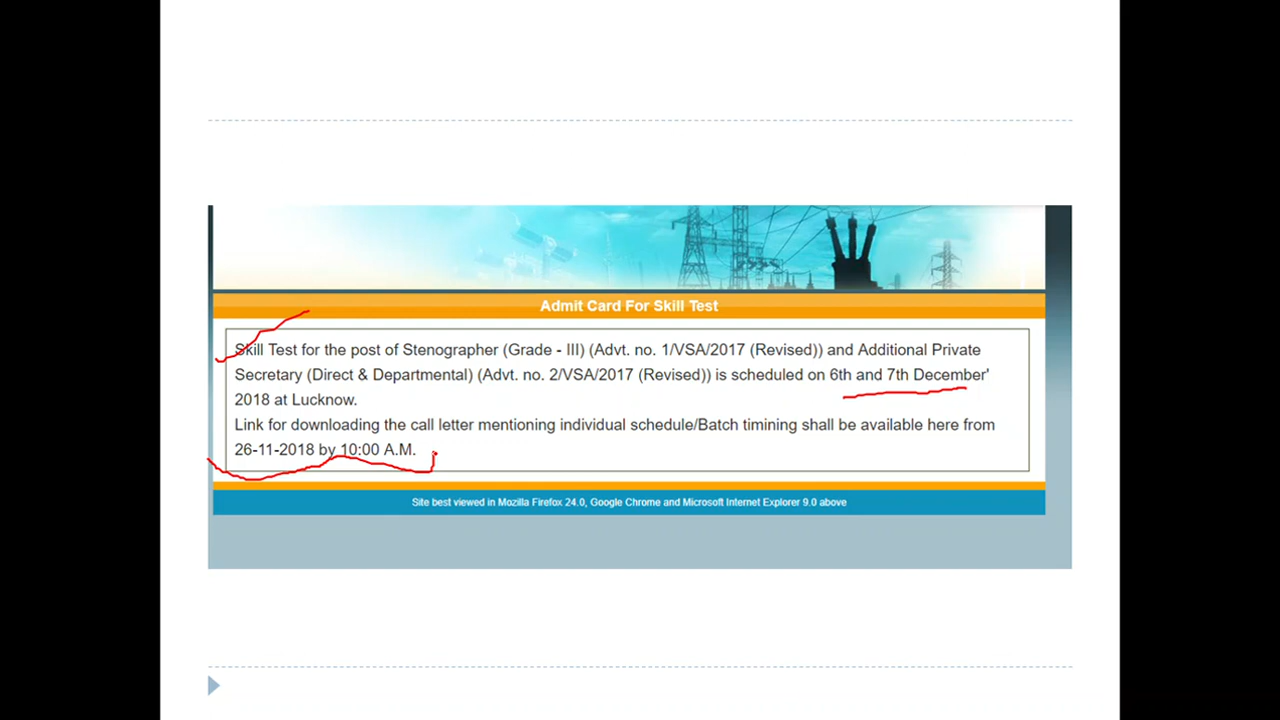 Admit Card For Skill Test
Skill Test for the post of Stenographer (Grade - III) (Advt. no. 1/VSA/2017 (Revised)) and Additional Private
Secretary (Direct & Departmental) (Advt. no. 2/VSA/2017 (Revised)) is scheduled on 6th and 7th December'
2018 at Lucknow.
Link for downloading the call letter mentioning individual schedule/Batch timining shall be available here from
26-11-2018 by 10:00 A.M.
Site best viewed in Mozilla Firefox 24.0, Google Chrome and Microsoft Internet Explorer 9.0 above